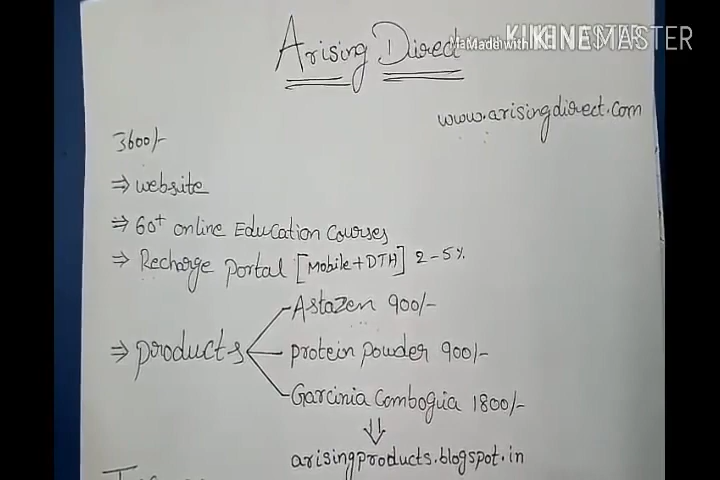 Arising Direct
Made with KINEMASTER
www.arisingdirect.com
3600/-
⇒ website
⇒ 60+ online Education Courses
⇒ Recharge portal [Mobile+DTH] 2-5%
Astazen 900/-
⇒ products protein powder 900/-
Garcinia Combogia 1800/-
⇓
arisingproducts.blogspot.in